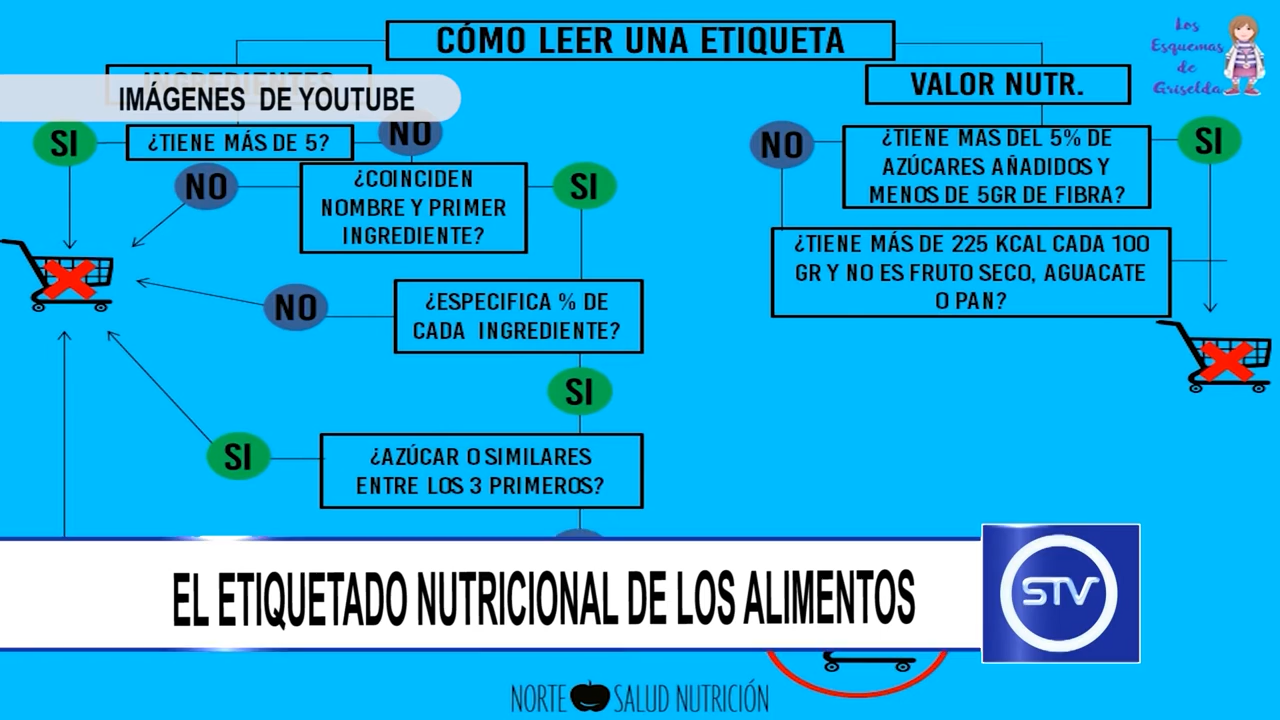 CÓMO LEER UNA ETIQUETA
Los
Esquemas
de
Griselda
INGREDIENTES
IMÁGENES DE YOUTUBE
VALOR NUTR.
SI
¿TIENE MÁS DE 5?
NO
NO
¿COINCIDEN
NOMBRE Y PRIMER
INGREDIENTE?
SI
NO
¿TIENE MAS DEL 5% DE
AZÚCARES AÑADIDOS Y
MENOS DE 5GR DE FIBRA?
SI
¿TIENE MÁS DE 225 KCAL CADA 100
GR Y NO ES FRUTO SECO, AGUACATE
O PAN?
NO
¿ESPECIFICA % DE
CADA INGREDIENTE?
SI
SI
¿AZÚCAR O SIMILARES
ENTRE LOS 3 PRIMEROS?
EL ETIQUETADO NUTRICIONAL DE LOS ALIMENTOS
STV
NORTE SALUD NUTRICIÓN